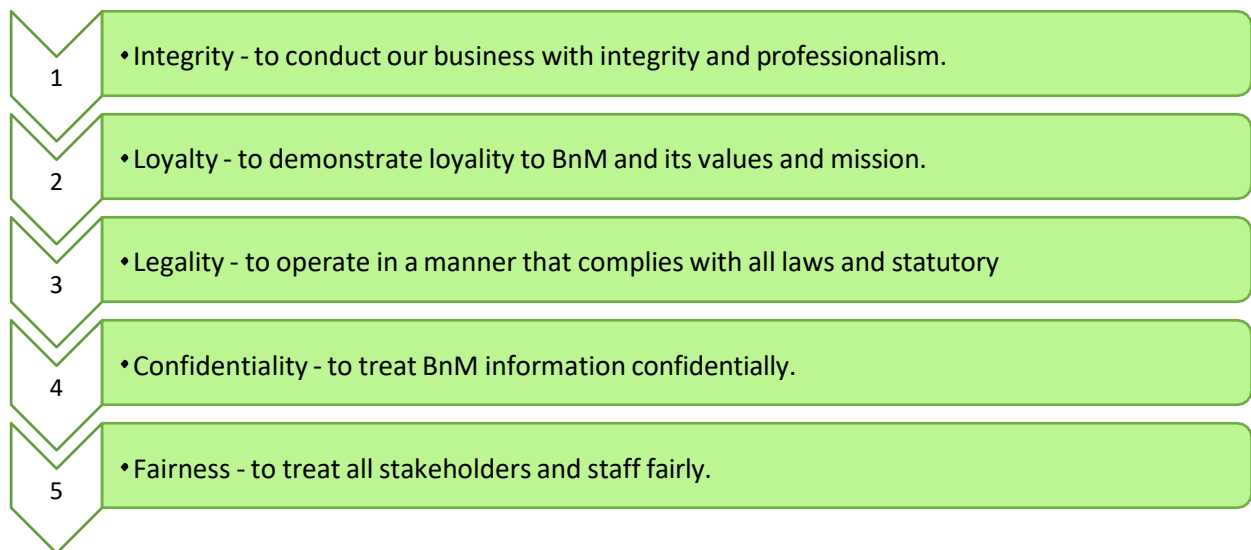 1
•Integrity - to conduct our business with integrity and professionalism.
2
•Loyalty - to demonstrate loyality to BnM and its values and mission.
3
•Legality - to operate in a manner that complies with all laws and statutory
4
•Confidentiality - to treat BnM information confidentially.
5
•Fairness - to treat all stakeholders and staff fairly.